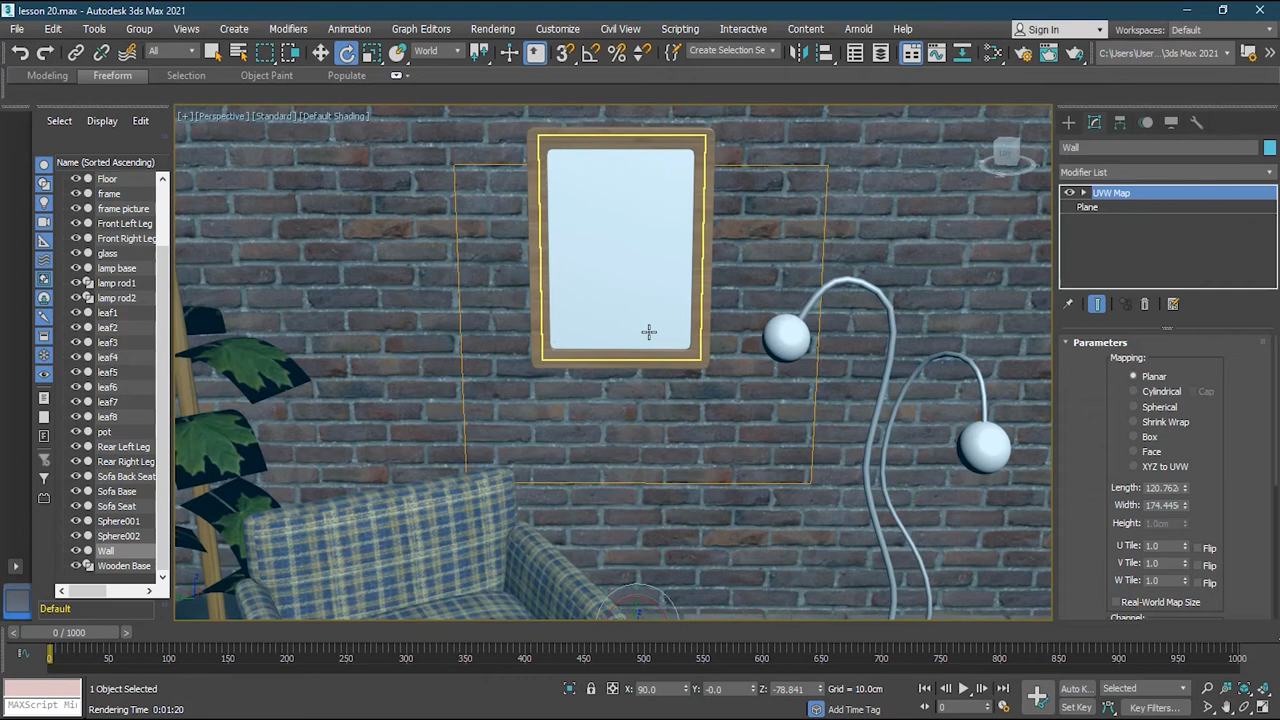 lesson 20.max - Autodesk 3ds Max 2021
File Edit Tools Group Views Create Modifiers Animation Graph Editors Rendering Customize Civil View Scripting Interactive Content Arnold Help Sign In Workspaces: Default
All World Create Selection Se C:\Users\User ...\3ds Max 2021
Modeling Freeform Selection Object Paint Populate
Select Display Edit
[+] [Perspective] [Standard] [Default Shading]
Name (Sorted Ascending)
Floor
frame
frame picture
Front Left Leg
Front Right Leg
glass
lamp base
lamp rod1
lamp rod2
leaf1
leaf2
leaf3
leaf4
leaf5
leaf6
leaf7
leaf8
pot
Rear Left Leg
Rear Right Leg
Sofa Back Seat
Sofa Base
Sofa Seat
Sphere001
Sphere002
Wall
Wooden Base
Default
Wall
Modifier List
UVW Map
Plane
Parameters
Mapping:
Planar
Cylindrical Cap
Spherical
Shrink Wrap
Box
Face
XYZ to UVW
Length: 120.762
Width: 174.445
Height: 1.0cm
U Tile: 1.0 Flip
V Tile: 1.0 Flip
W Tile: 1.0 Flip
Real-World Map Size
Channel:
0 / 1000
0 50 100 150 200 250 300 350 400 450 500 550 600 650 700 750 800 850 900 950 1000
1 Object Selected X: 90.0 Y: -0.0 Z: -78.841 Grid = 10.0cm Auto K... Selected
MAXScript Mi
Rendering Time: 0:01:20 Add Time Tag 0 Set Key Key Filters...